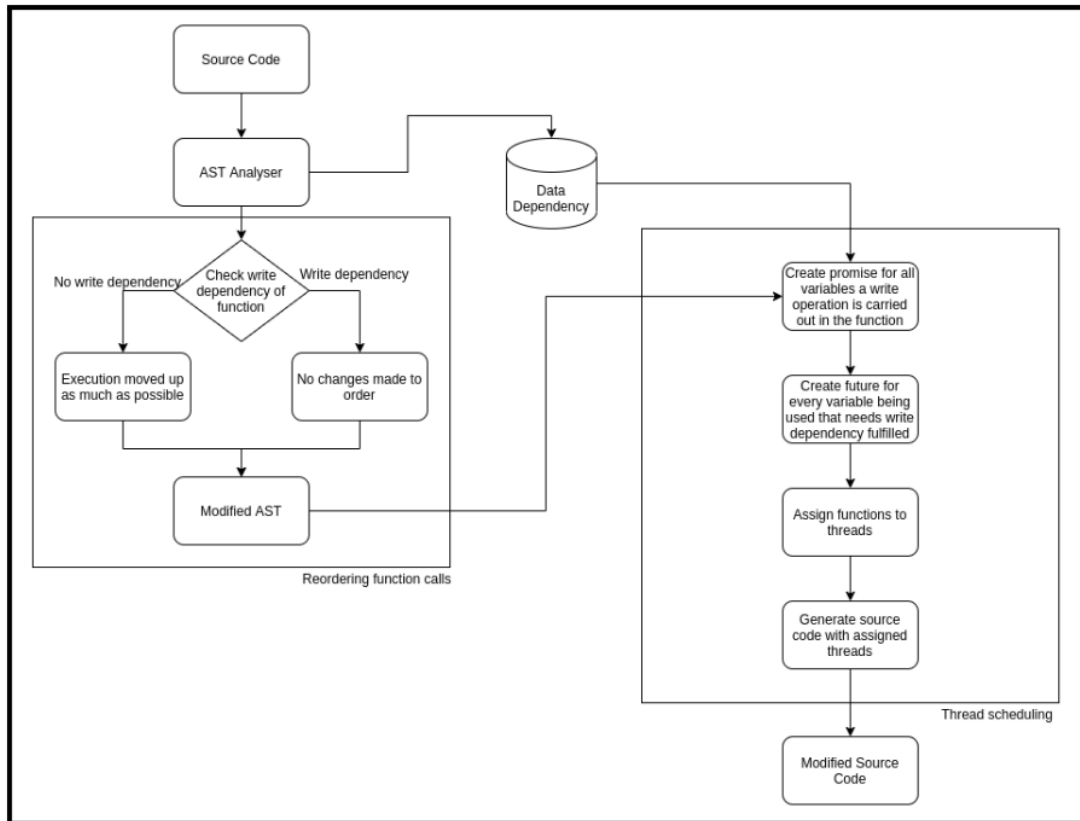 Source Code
AST Analyser
Data
Dependency
No write dependency
Check write
dependency of
function
Write dependency
Execution moved up
as much as possible
No changes made to
order
Modified AST
Reordering function calls
Create promise for all
variables a write
operation is carried
out in the function
Create future for
every variable being
used that needs write
dependency fulfilled
Assign functions to
threads
Generate source
code with assigned
threads
Thread scheduling
Modified Source
Code